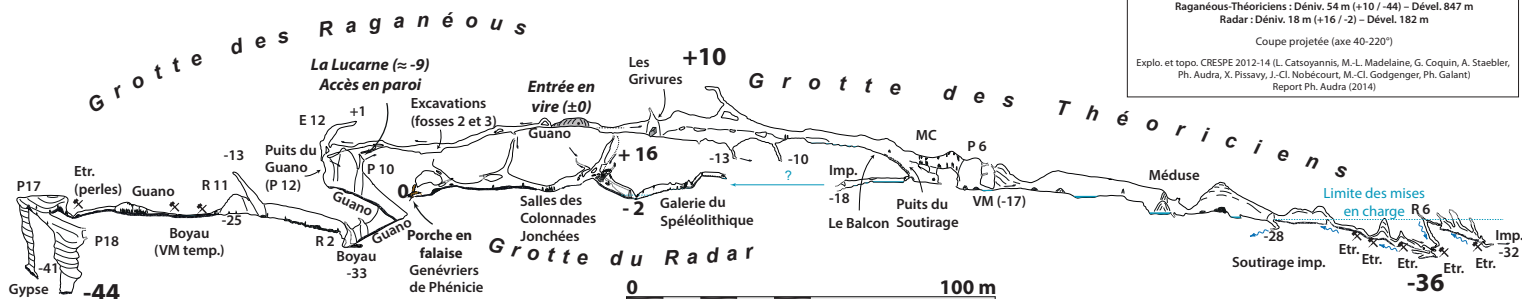 Raganéous-Théoriciens : Déniv. 54 m (+10 / -44) – Dével. 847 m
Radar : Déniv. 18 m (+16 / -2) – Dével. 182 m
Coupe projetée (axe 40-220°)
Explo. et topo. CRESPE 2012-14 (L. Catsoyannis, M.-L. Madelaine, G. Coquin, A. Staebler,
Ph. Audra, X. Pissavy, J.-Cl. Nobécourt, M.-Cl. Godgenger, Ph. Galant)
Report Ph. Audra (2014)
Grotte des Raganéous
La Lucarne (≈ -9)
Accès en paroi
E 12
+1
Excavations
(fosses 2 et 3)
Entrée en
vire (±0)
Guano
Les
Grivures
+10
Grotte des Théoriciens
Puits du
Guano
(P 12)
P 10
-13
R 11
Etr.
(perles)
Guano
P17
P18
-41
Gypse
-44
Boyau
(VM temp.)
-25
R 2
Guano
Guano
Boyau
-33
0
Porche en
falaise
Genévriers
de Phénicie
Salles des
Colonnades
Jonchées
+ 16
-2
Galerie du
Spéléolithique
Grotte du Radar
-13
-10
?
Imp.
-18
Le Balcon
MC
Puits du
Soutirage
P 6
VM (-17)
Méduse
Limite des mises
en charge
R 6
-28
Soutirage imp.
Etr.
Etr.
Etr.
Etr.
Imp.
-32
-36
0
100 m